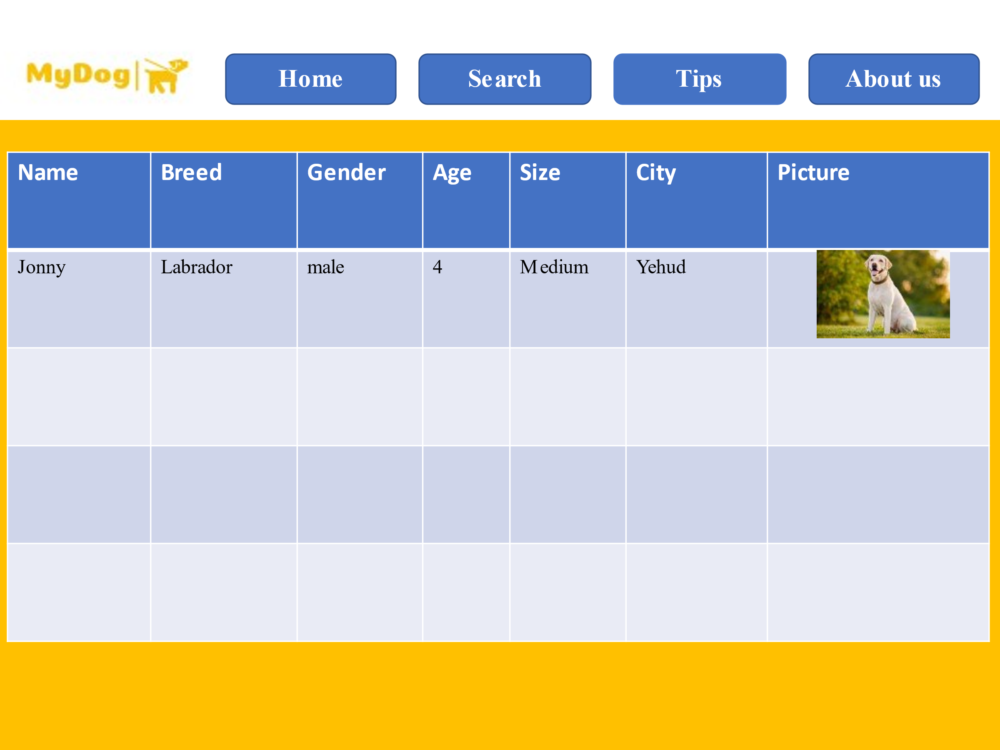 MyDog
Home Search Tips About us
Name Breed Gender Age Size City Picture
Jonny Labrador male 4 Medium Yehud